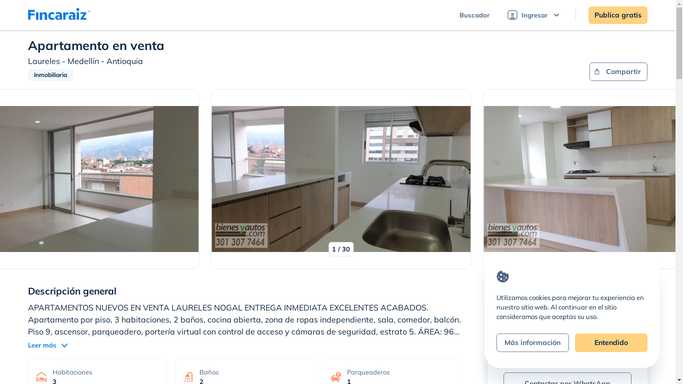 Fincaraiz
Buscador
Ingresar
Publica gratis
Apartamento en venta
Laureles - Medellín - Antioquia
Inmobiliaria
Compartir
bienesyautos
.com
301 307 7464
bienesyautos
.com
301 307 7464
1 / 30
Descripción general
APARTAMENTOS NUEVOS EN VENTA LAURELES NOGAL ENTREGA INMEDIATA EXCELENTES ACABADOS.
Apartamento por piso, 3 habitaciones, 2 baños, cocina abierta, zona de ropas independiente, sala, comedor, balcón.
Piso 9, ascensor, parqueadero, portería virtual con control de acceso y cámaras de seguridad, estrato 5. ÁREA: 96...
Leer más
Habitaciones
3
Baños
2
Parqueaderos
1
Utilizamos cookies para mejorar tu experiencia en
nuestro sitio web. Al continuar en el sitio
consideramos que aceptas su uso.
Más información
Entendido
Contactar por WhatsApp